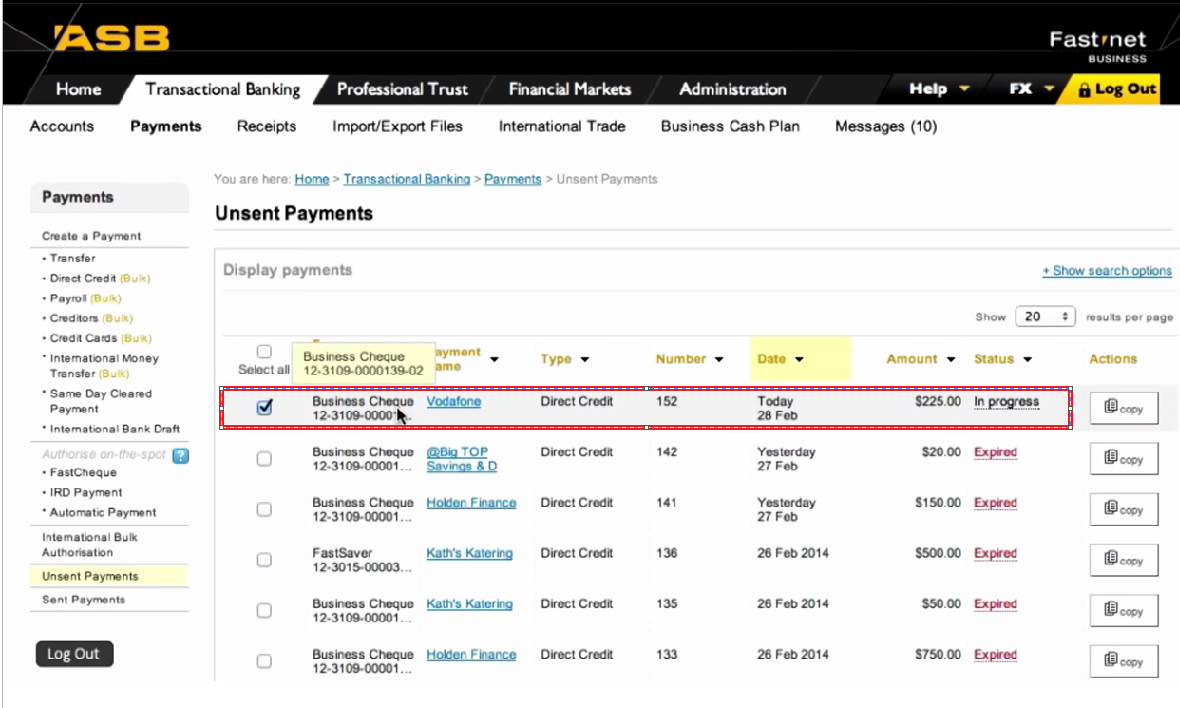 ASB
Fastnet
BUSINESS
Home Transactional Banking Professional Trust Financial Markets Administration Help FX Log Out
Accounts Payments Receipts Import/Export Files International Trade Business Cash Plan Messages (10)
You are here: Home > Transactional Banking > Payments > Unsent Payments
Payments
Create a Payment
• Transfer
• Direct Credit (Bulk)
• Payroll (Bulk)
• Creditors (Bulk)
• Credit Cards (Bulk)
• International Money
Transfer (Bulk)
• Same Day Cleared
Payment
• International Bank Draft
Authorise on-the-spot ?
• FastCheque
• IRD Payment
• Automatic Payment
International Bulk
Authorisation
Unsent Payments
Sent Payments
Log Out
Unsent Payments
Display payments
+ Show search options
Show 20 results per page
Select all
Business Cheque
12-3109-0000139-02
ayment
ame
Type Number Date Amount Status Actions
Business Cheque Vodafone Direct Credit 152 Today $225.00 In progress copy
12-3109-00001... 28 Feb
Business Cheque @Big TOP Direct Credit 142 Yesterday $20.00 Expired copy
12-3109-00001... Savings & D 27 Feb
Business Cheque Holden Finance Direct Credit 141 Yesterday $150.00 Expired copy
12-3109-00001... 27 Feb
FastSaver Kath's Katering Direct Credit 136 26 Feb 2014 $500.00 Expired copy
12-3015-00003...
Business Cheque Kath's Katering Direct Credit 135 26 Feb 2014 $50.00 Expired copy
12-3109-00001...
Business Cheque Holden Finance Direct Credit 133 26 Feb 2014 $750.00 Expired copy
12-3109-00001...